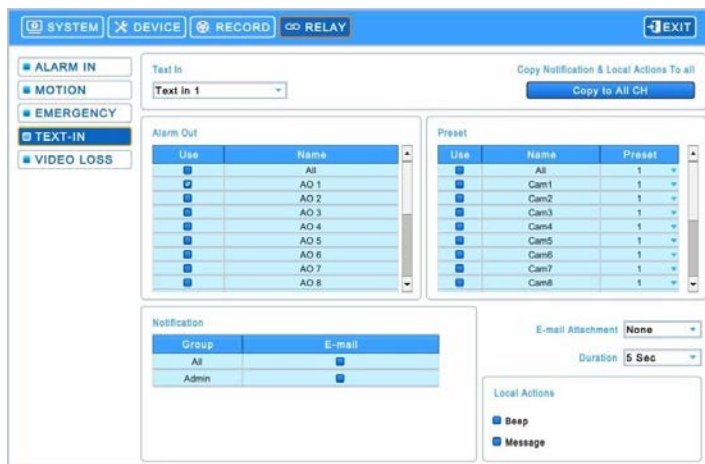 SYSTEM DEVICE RECORD RELAY EXIT
ALARM IN
MOTION
EMERGENCY
TEXT-IN
VIDEO LOSS
Text In
Text in 1
Copy Notification & Local Actions To all
Copy to All CH
Alarm Out
Use Name
All
AO 1
AO 2
AO 3
AO 4
AO 5
AO 6
AO 7
AO 8
Preset
Use Name Preset
All 1
Cam1 1
Cam2 1
Cam3 1
Cam4 1
Cam5 1
Cam6 1
Cam7 1
Cam8 1
Notification
Group E-mail
All
Admin
E-mail Attachment None
Duration 5 Sec
Local Actions
Beep
Message